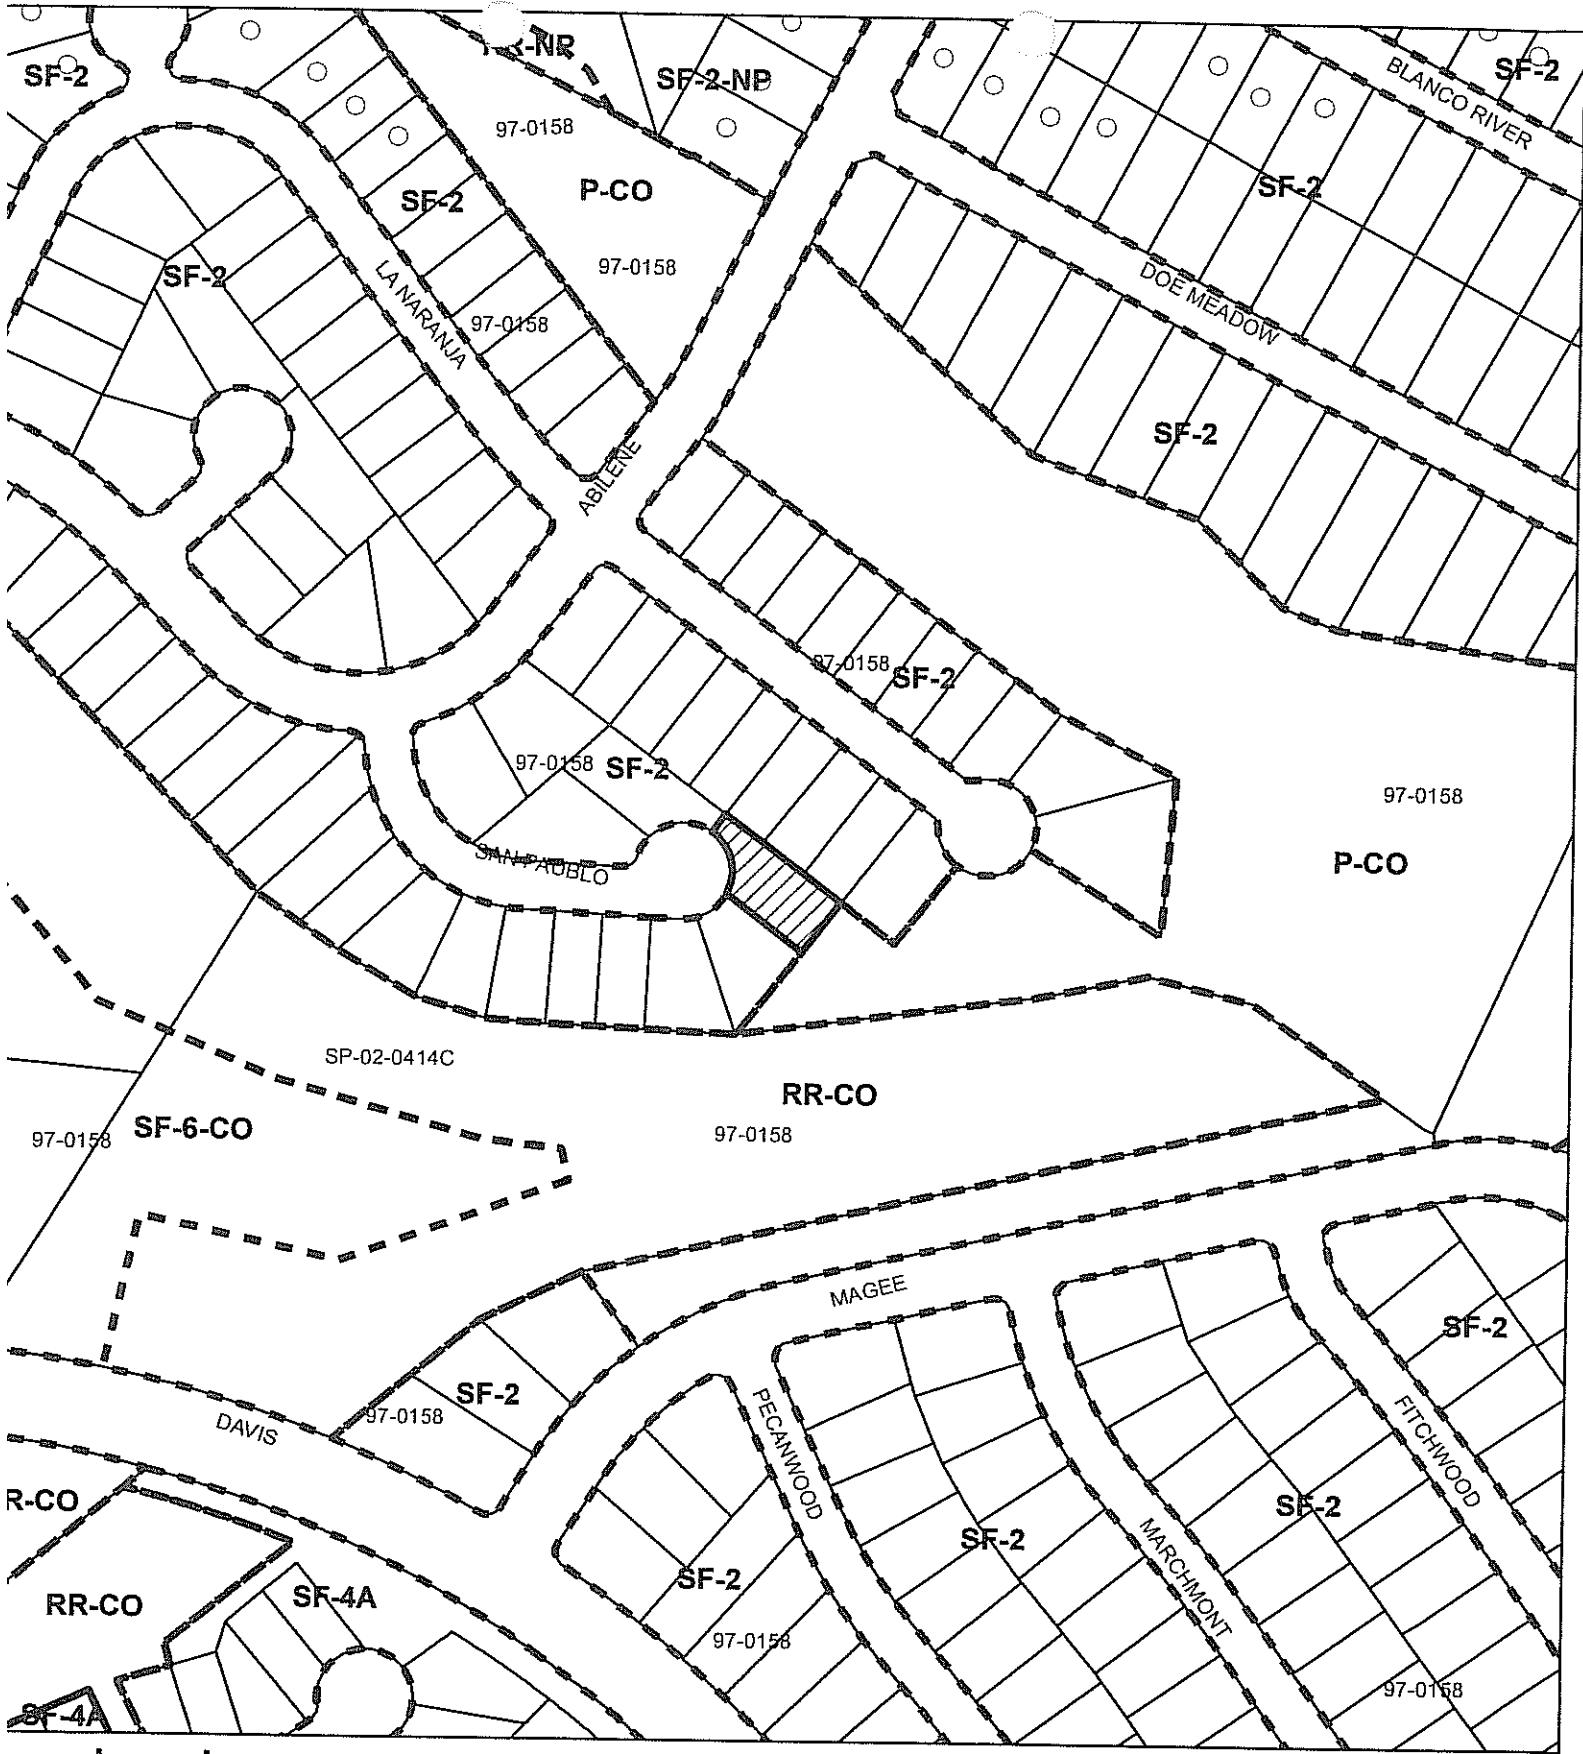 SF-2
SF-2-NP
97-0158
P-CO
97-0158
SF-2
BLANCO RIVER
SF-2
SF-2
SF-2
LA NARANJA
97-0158
DOE MEADOW
SF-2
ABILENE
97-0158
SF-2
97-0158
SF-2
97-0158
P-CO
SAN PAUBLO
SP-02-0414C
RR-CO
97-0158
SF-6-CO
97-0158
MAGEE
SF-2
SF-2
97-0158
DAVIS
PECANWOOD
FITCHWOOD
R-CO
SF-2
SF-2
MARCHMONT
RR-CO
SF-4A
SF-2
97-0158
97-0158
SF-4A